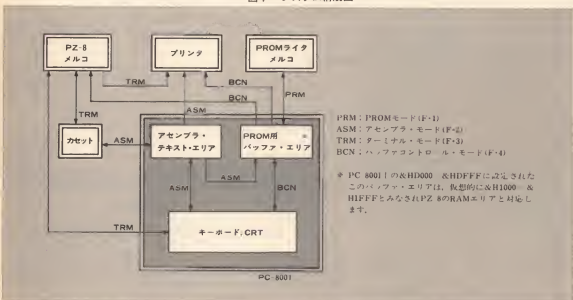 PZ-8
メルコ
プリンタ
PROMライタ
メルコ
TRM
BCN
BCN
PRM
ASM
TRM
カセット
ASM
アセンブラ・
テキスト・エリア
PROM用 *
バッファ・エリア
ASM
ASM
BCN
TRM
キーボード, CRT
PC-8001
PRM:PROMモード(F・1)
ASM:アセンブラ・モード(F・2)
TRM:ターミナル・モード(F・3)
BCN:バッファコントロール・モード(F・4)
* PC 8001の&HD000 &HDFFFに設定された
このバッファ・エリアは、仮想的に&H1000 &
H1FFFとみなされPZ 8のRAMエリアと対応し
ます。